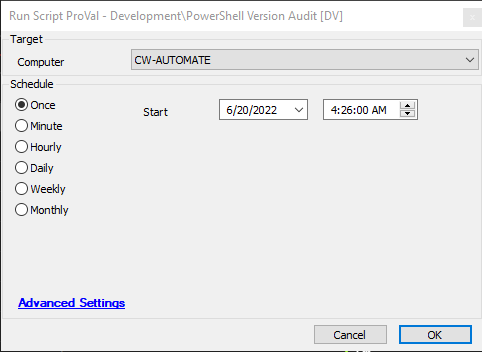 Run Script ProVal - Development\PowerShell Version Audit [DV]
Target
Computer
CW-AUTOMATE
Schedule
Once
Start
6/20/2022
4:26:00 AM
Minute
Hourly
Daily
Weekly
Monthly
Advanced Settings
Cancel
OK